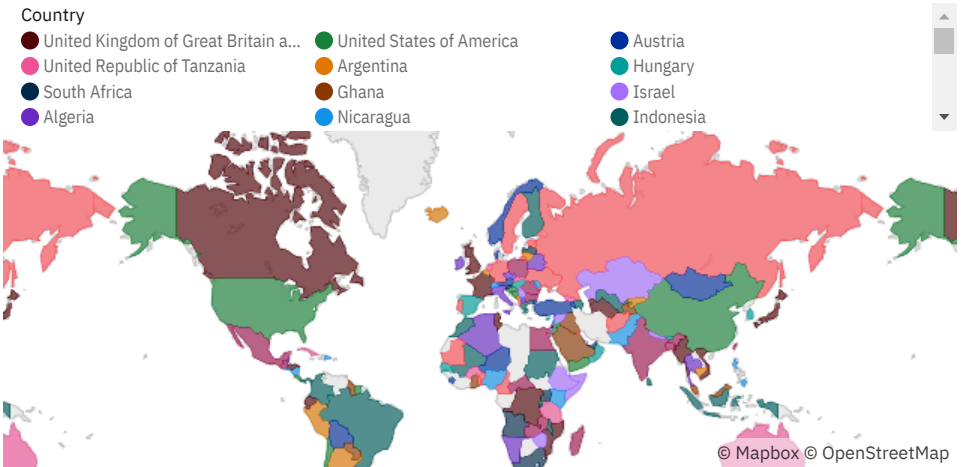 Country
United Kingdom of Great Britain a...
United States of America
Austria
United Republic of Tanzania
Argentina
Hungary
South Africa
Ghana
Israel
Algeria
Nicaragua
Indonesia
© Mapbox © OpenStreetMap